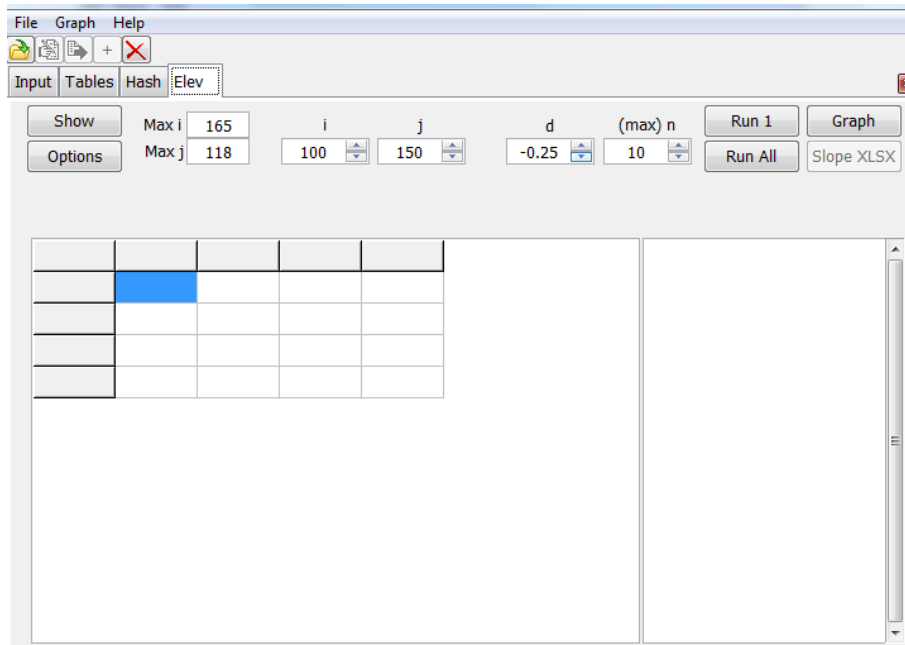 File Graph Help
+
Input Tables Hash Elev
Show Max i 165 i j d (max) n Run 1 Graph
Options Max j 118 100 150 -0.25 10 Run All Slope XLSX